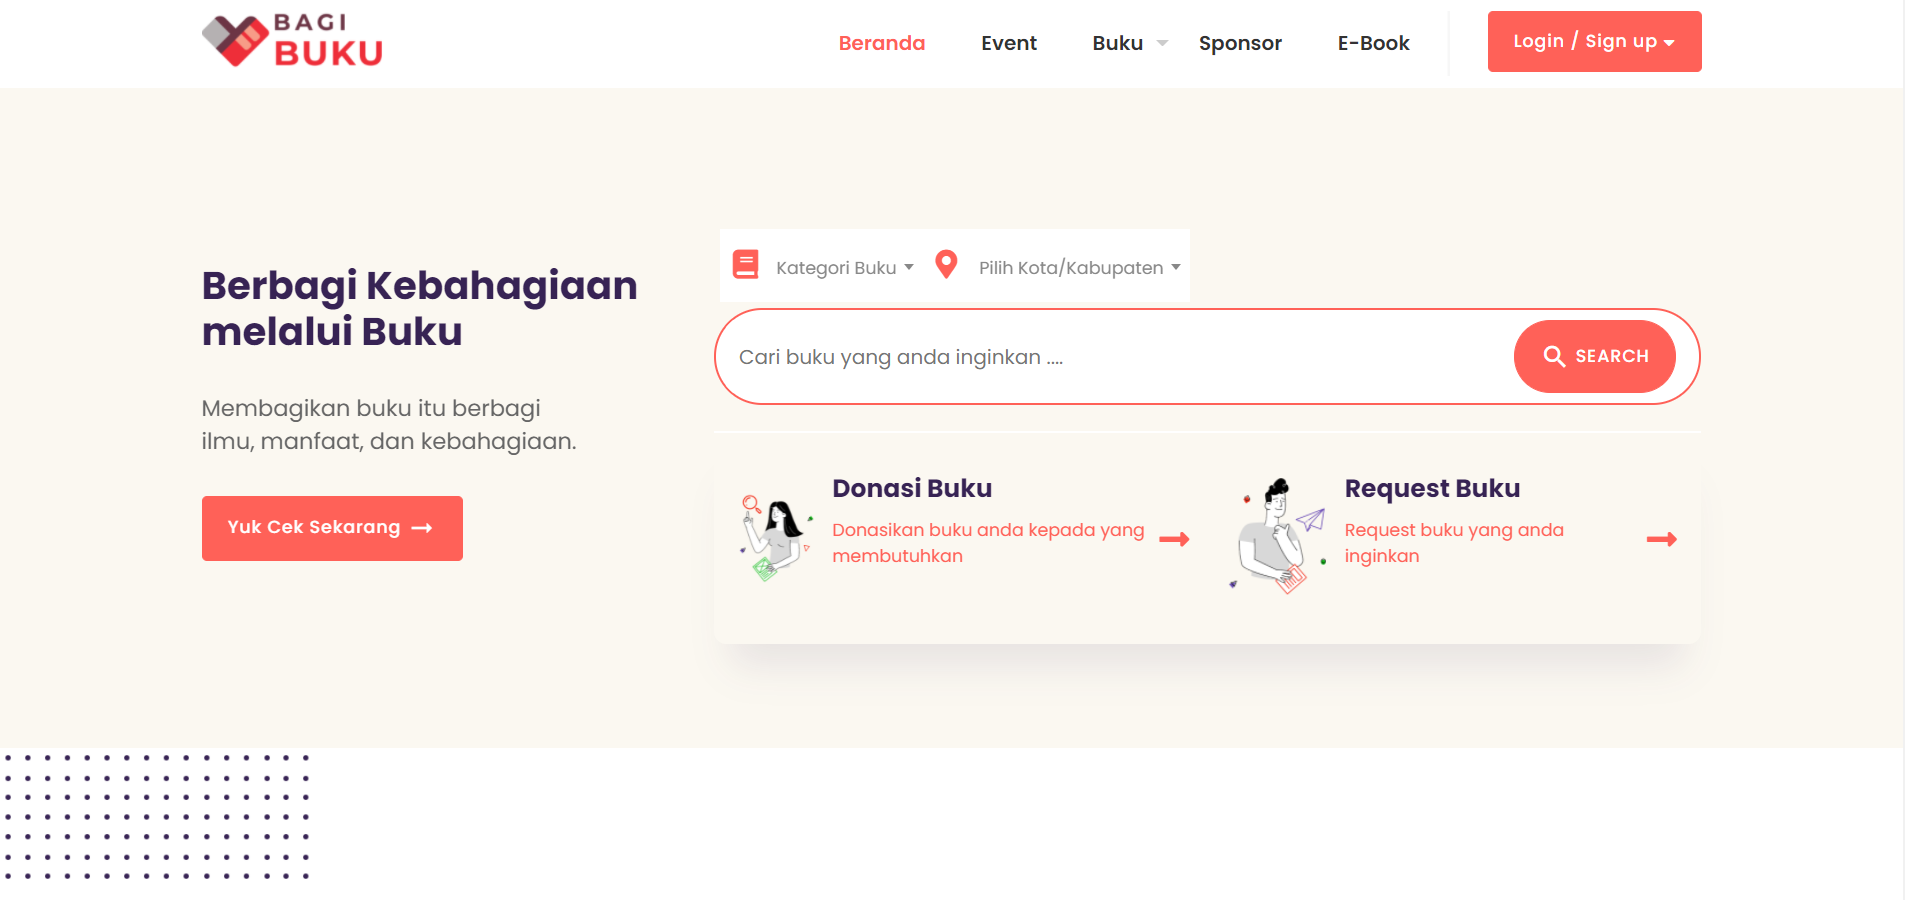 BAGI
BUKU
Beranda
Event
Buku
Sponsor
E-Book
Login / Sign up
Berbagi Kebahagiaan
melalui Buku
Membagikan buku itu berbagi
ilmu, manfaat, dan kebahagiaan.
Yuk Cek Sekarang
Kategori Buku
Pilih Kota/Kabupaten
Cari buku yang anda inginkan ....
SEARCH
Donasi Buku
Donasikan buku anda kepada yang
membutuhkan
Request Buku
Request buku yang anda
inginkan